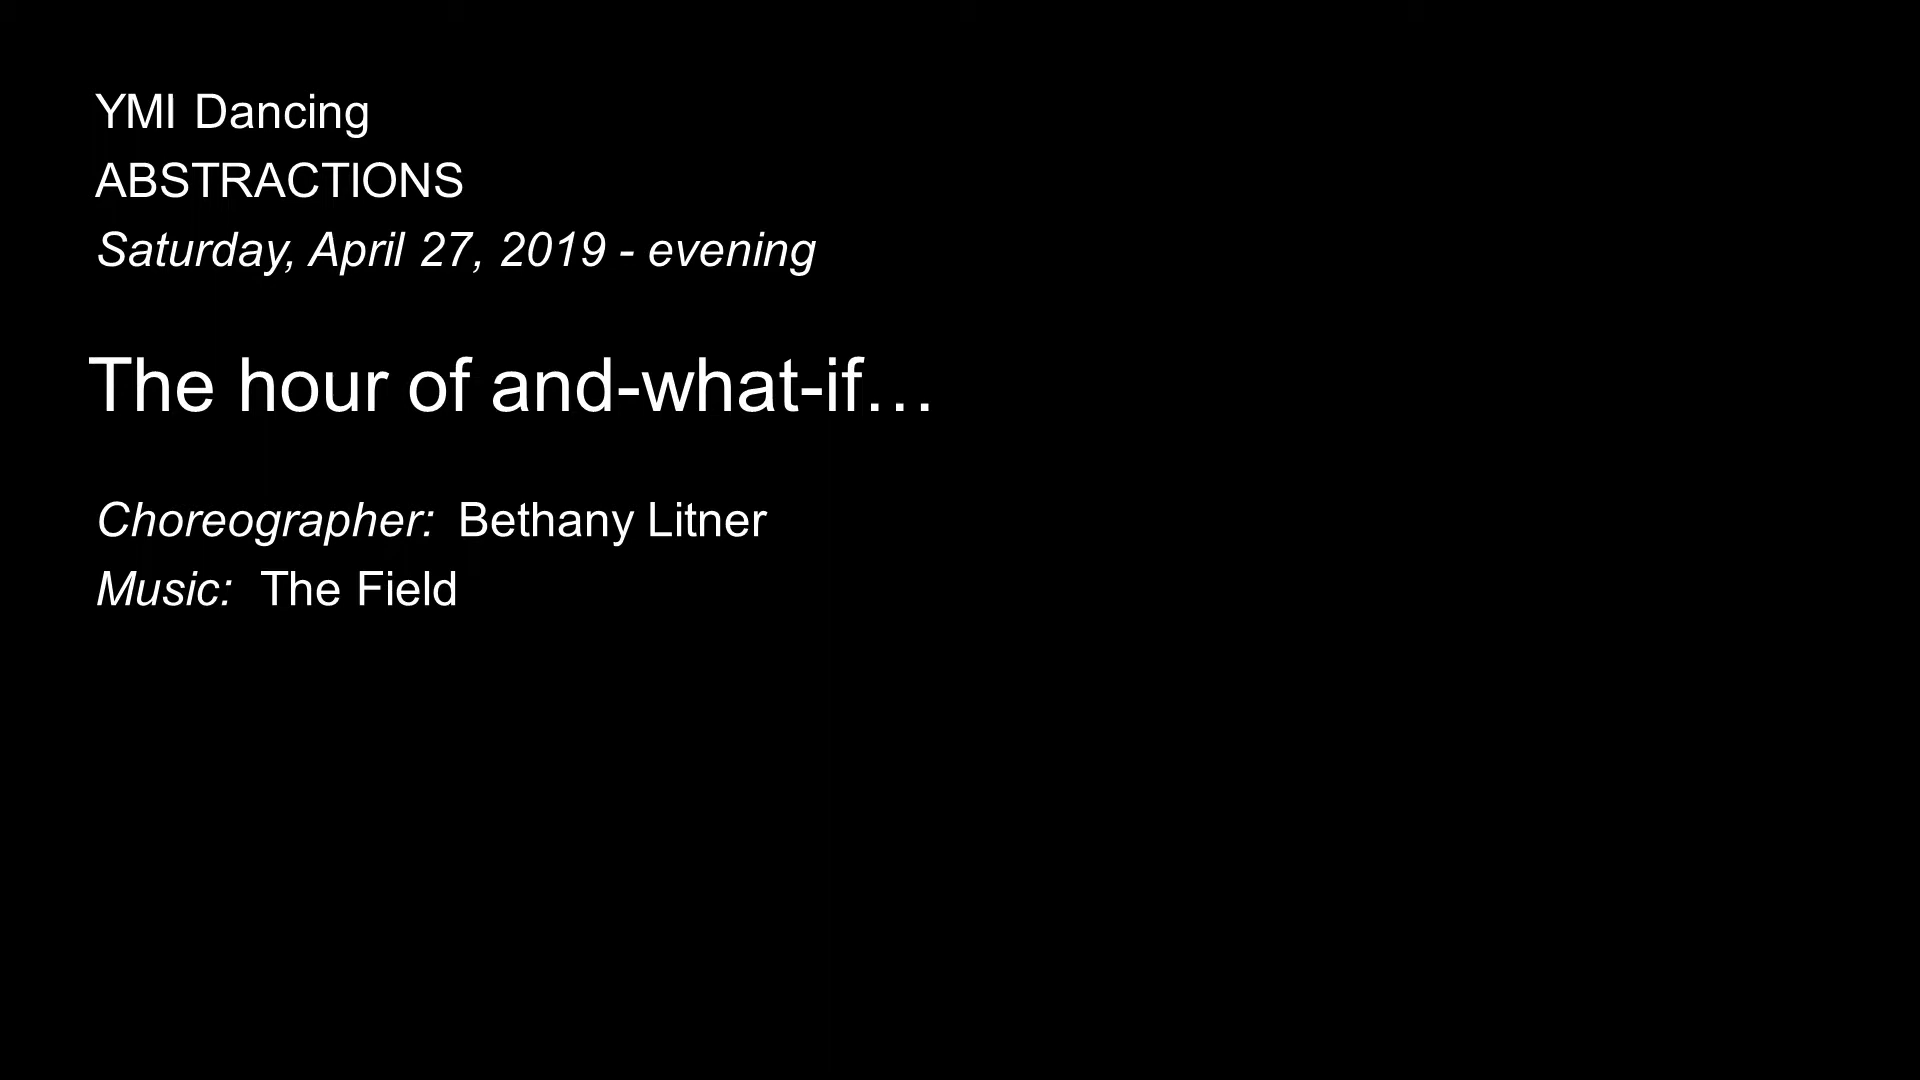 YMI Dancing
ABSTRACTIONS
Saturday, April 27, 2019 - evening
The hour of and-what-if…
Choreographer: Bethany Litner
Music: The Field